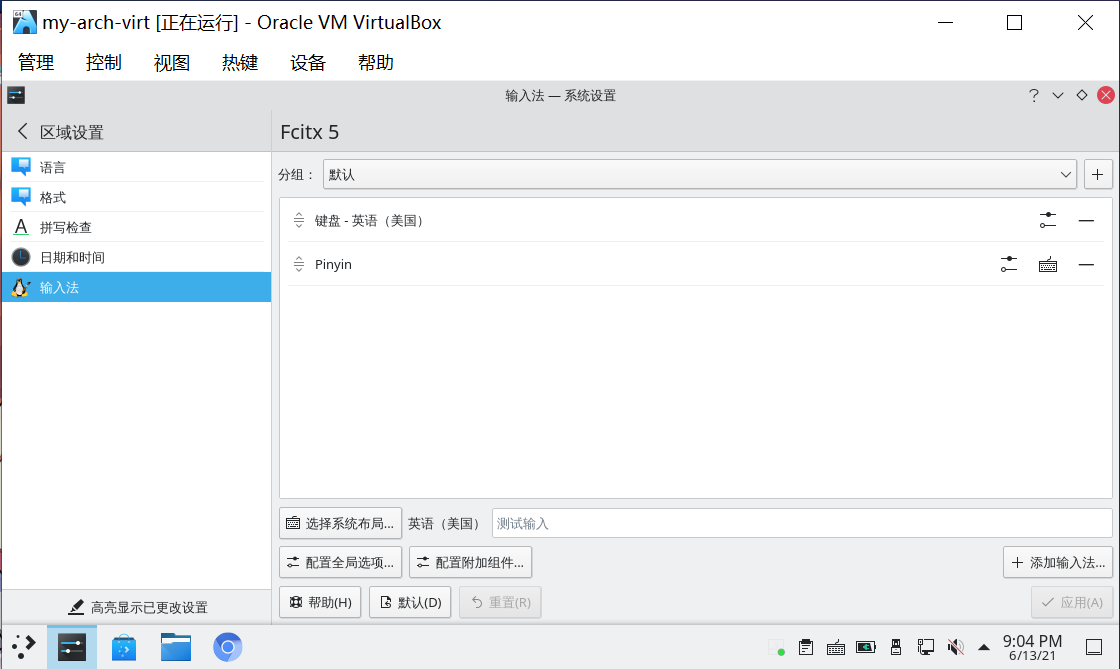 my-arch-virt [正在运行] - Oracle VM VirtualBox
管理 控制 视图 热键 设备 帮助
输入法 — 系统设置
区域设置
Fcitx 5
语言
格式
拼写检查
日期和时间
输入法
分组： 默认
键盘 - 英语（美国）
Pinyin
选择系统布局... 英语（美国） 测试输入
配置全局选项... 配置附加组件... 添加输入法...
高亮显示已更改设置
帮助(H) 默认(D) 重置(R) 应用(A)
9:04 PM
6/13/21